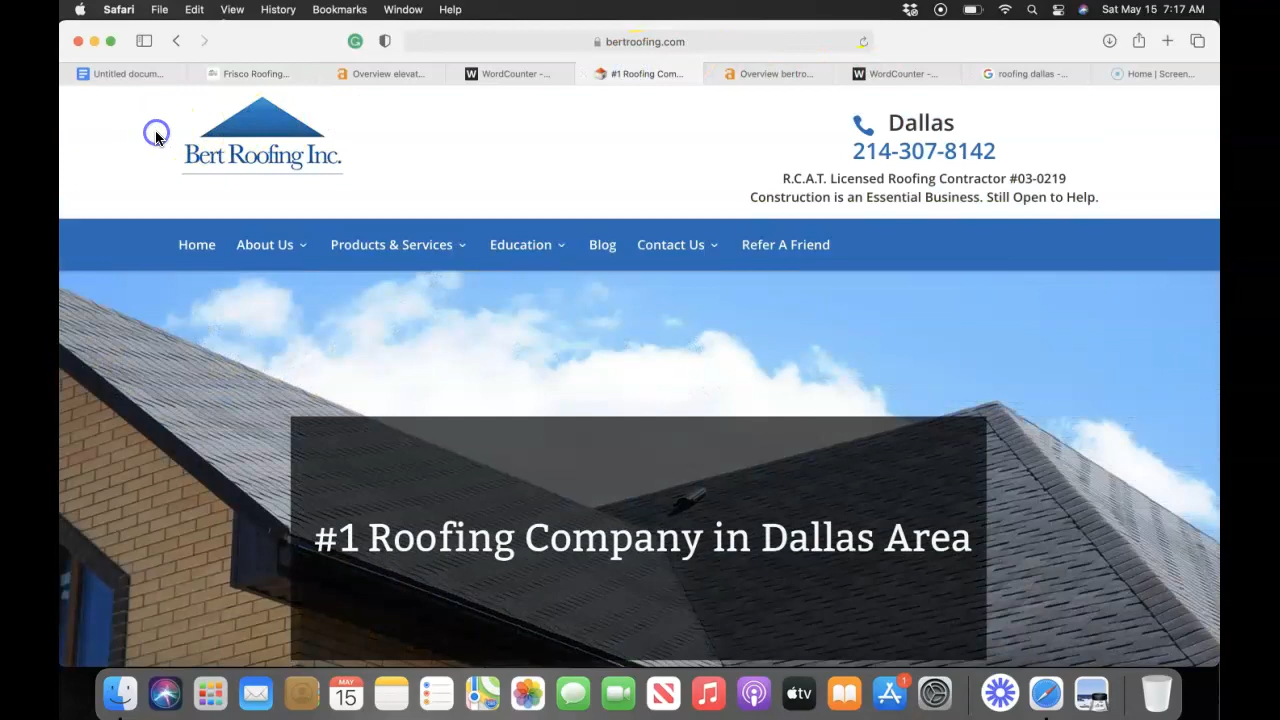 Safari File Edit View History Bookmarks Window Help
Sat May 15 7:17 AM
bertroofing.com
Untitled docum...
Frisco Roofing...
Overview elevat...
WordCounter -...
#1 Roofing Com...
Overview bertro...
WordCounter -...
roofing dallas -...
Home | Screen...
Bert Roofing Inc.
Dallas
214-307-8142
R.C.A.T. Licensed Roofing Contractor #03-0219
Construction is an Essential Business. Still Open to Help.
Home About Us Products & Services Education Blog Contact Us Refer A Friend
#1 Roofing Company in Dallas Area
MAY
15
tv
1